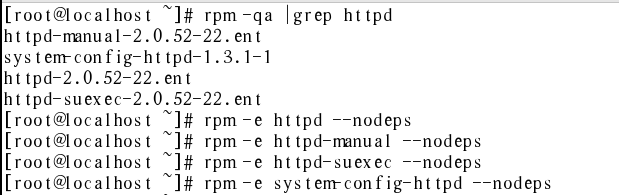 [root@localhost ~]# rpm-qa |grep httpd
httpd-manual-2.0.52-22.ent
system-config-httpd-1.3.1-1
httpd-2.0.52-22.ent
httpd-suexec-2.0.52-22.ent
[root@localhost ~]# rpm-e httpd --nodeps
[root@localhost ~]# rpm-e httpd-manual --nodeps
[root@localhost ~]# rpm-e httpd-suexec --nodeps
[root@localhost ~]# rpm-e system-config-httpd --nodeps